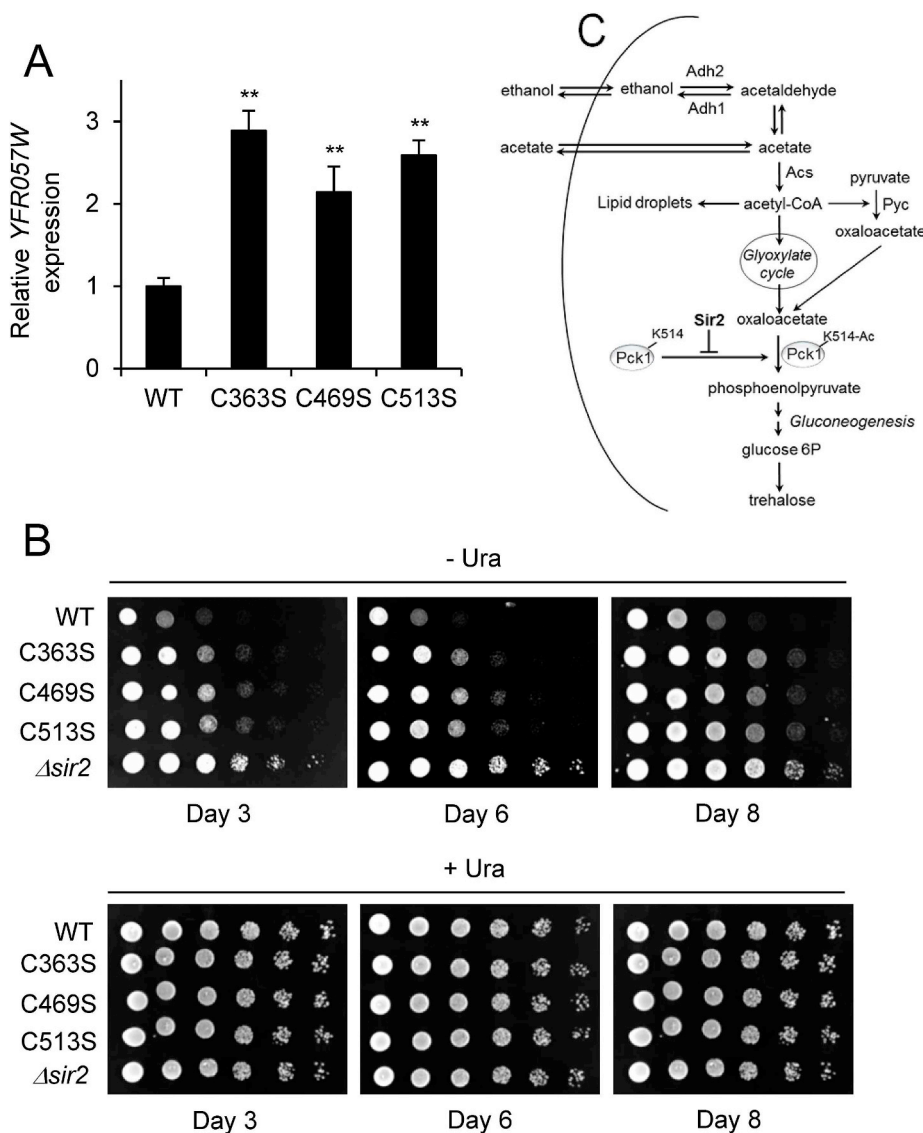 A
Relative YFR057W
expression
3
2
1
0
**
**
**
WT
C363S
C469S
C513S
C
ethanol
ethanol
Adh2
Adh1
acetaldehyde
acetate
acetate
Acs
pyruvate
Lipid droplets
acetyl-CoA
Pyc
oxaloacetate
Glyoxylate
cycle
oxaloacetate
Sir2
K514
K514-Ac
Pck1
Pck1
phosphoenolpyruvate
Gluconeogenesis
glucose 6P
trehalose
B
- Ura
WT
C363S
C469S
C513S
Δsir2
Day 3
Day 6
Day 8
+ Ura
WT
C363S
C469S
C513S
Δsir2
Day 3
Day 6
Day 8